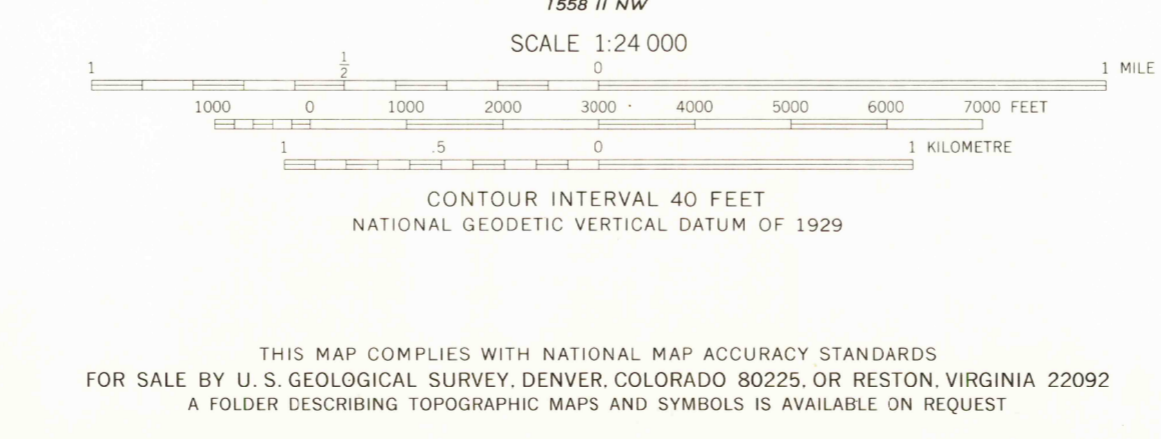 1558 II NW
SCALE 1:24 000
1 1/2 0 1 MILE
1000 0 1000 2000 3000 4000 5000 6000 7000 FEET
1 .5 0 1 KILOMETRE
CONTOUR INTERVAL 40 FEET
NATIONAL GEODETIC VERTICAL DATUM OF 1929
THIS MAP COMPLIES WITH NATIONAL MAP ACCURACY STANDARDS
FOR SALE BY U. S. GEOLOGICAL SURVEY, DENVER, COLORADO 80225, OR RESTON, VIRGINIA 22092
A FOLDER DESCRIBING TOPOGRAPHIC MAPS AND SYMBOLS IS AVAILABLE ON REQUEST